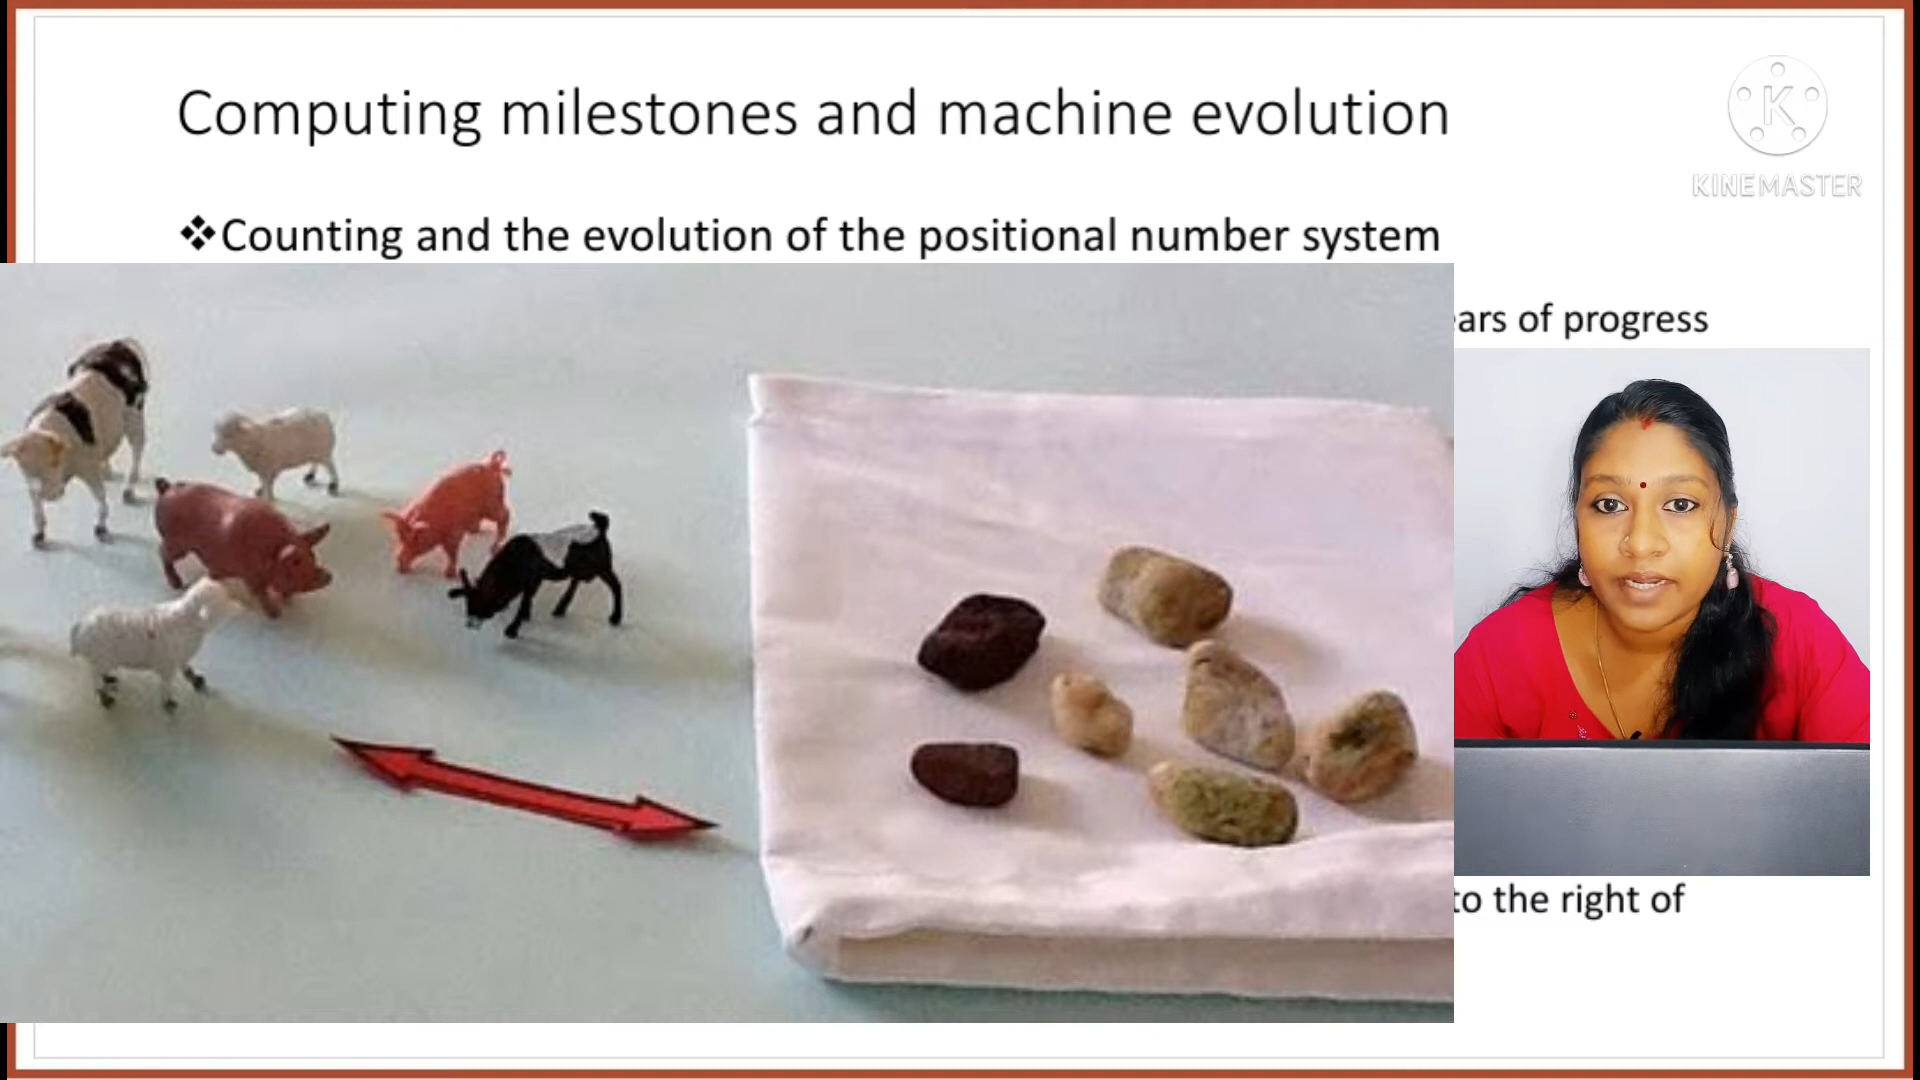 Computing milestones and machine evolution
K
KINEMASTER
❖Counting and the evolution of the positional number system
of progress
to the right of